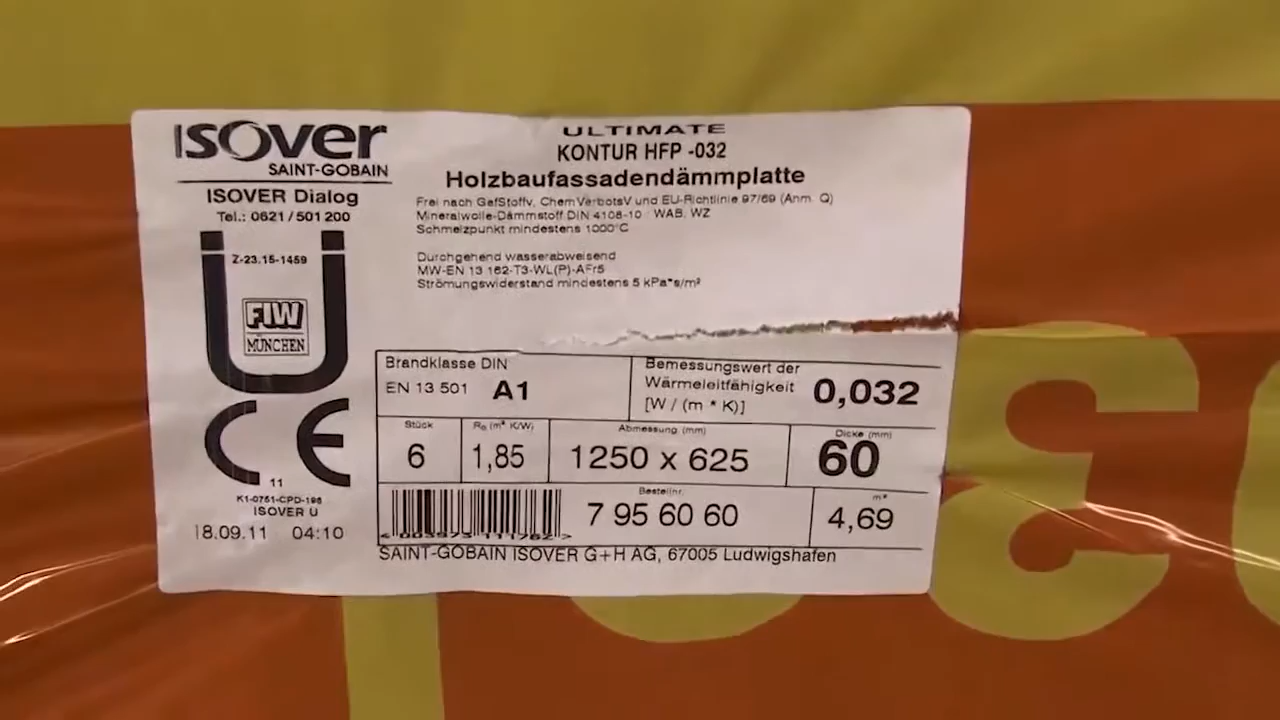 ISOVER
SAINT-GOBAIN
ISOVER Dialog
Tel.: 0621 / 501 200
Z-23.15-1459
FIW
MÜNCHEN
CE
11
K1-0751-CPD-196
ISOVER U
18.09.11 04:10
ULTIMATE
KONTUR HFP -032
Holzbaufassadendämmplatte
Frei nach GefStoffv, ChemVerbotsV und EU-Richtlinie 97/69 (Anm. Q)
Mineralwolle-Dämmstoff DIN 4108-10 WAB, WZ
Schmelzpunkt mindestens 1000°C
Durchgehend wasserabweisend
MW-EN 13 162-T3-WL(P)-AFr5
Strömungswiderstand mindestens 5 kPa*s/m²
Brandklasse DIN
EN 13 501 A1
Bemessungswert der
Wärmeleitfähigkeit
[W / (m * K)]
0,032
Stück
6
(m² K/W)
1,85
Abmessung (mm)
1250 x 625
Dicke (mm)
60
Bestellnr.
7 95 60 60
m²
4,69
SAINT-GOBAIN ISOVER G+H AG, 67005 Ludwigshafen